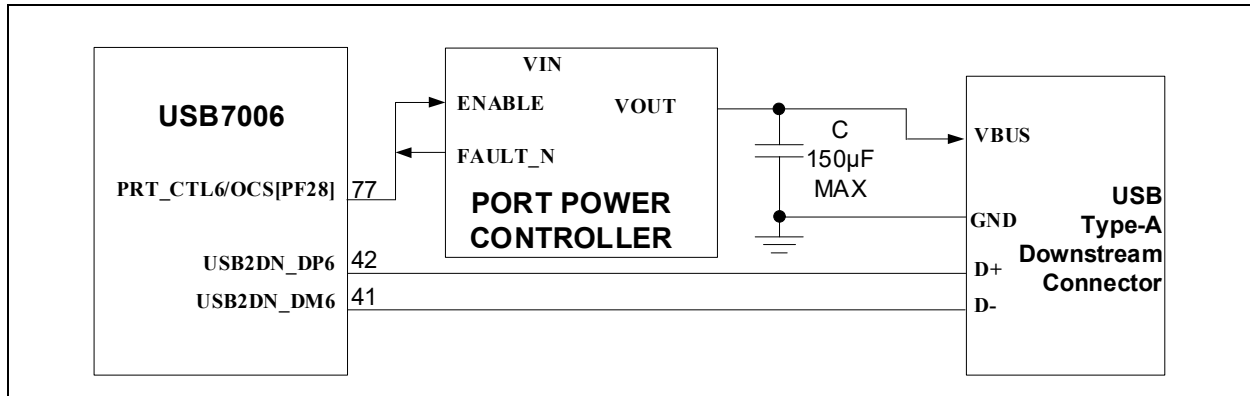 USB7006
PRT_CTL6/OCS[PF28]
77
USB2DN_DP6
42
USB2DN_DM6
41
VIN
ENABLE
VOUT
FAULT_N
PORT POWER
CONTROLLER
C
150µF
MAX
VBUS
GND
D+
D-
USB
Type-A
Downstream
Connector